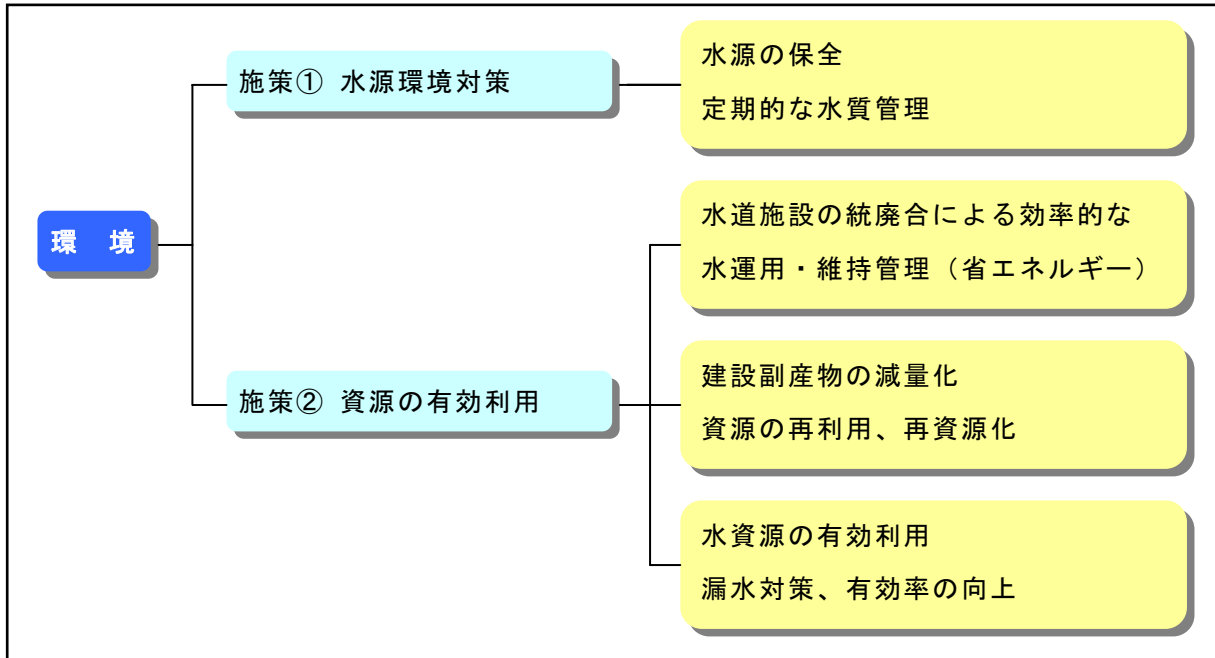 環　境
施策① 水源環境対策
水源の保全
定期的な水質管理
施策② 資源の有効利用
水道施設の統廃合による効率的な
水運用・維持管理（省エネルギー）
建設副産物の減量化
資源の再利用、再資源化
水資源の有効利用
漏水対策、有効率の向上